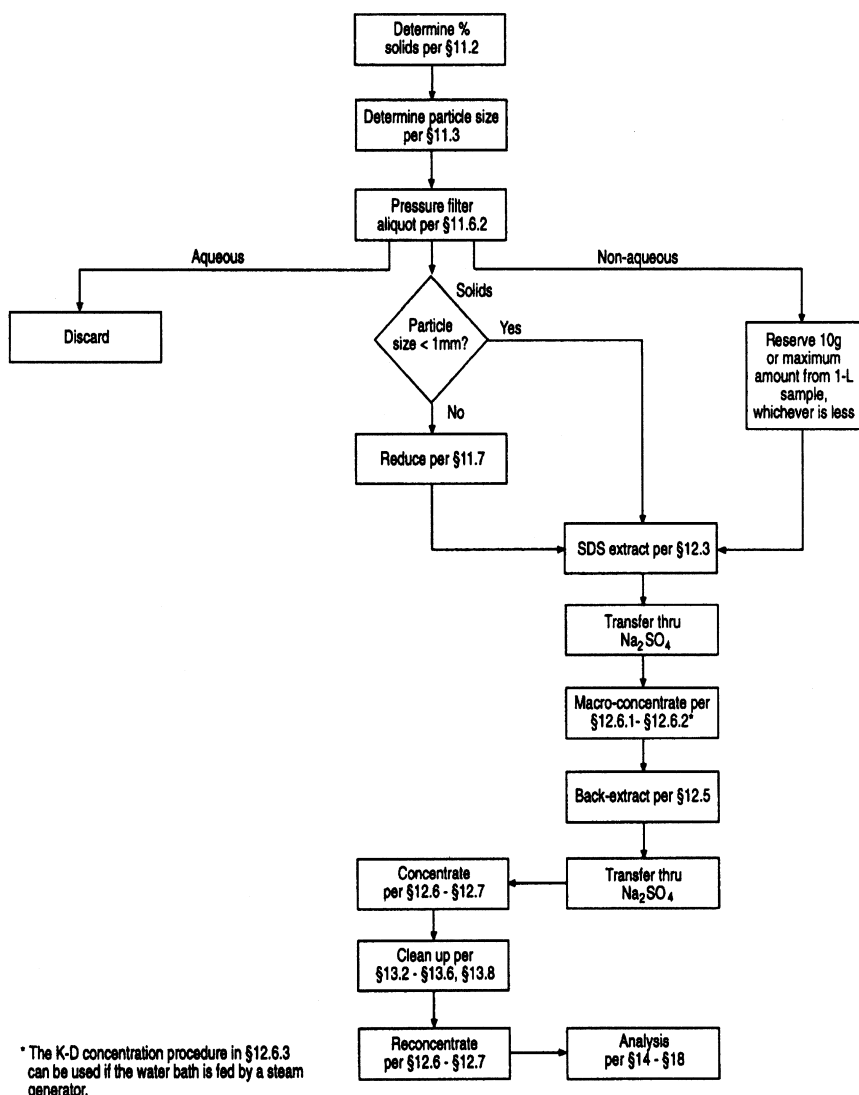 Determine %
solids per §11.2
Determine particle size
per §11.3
Pressure filter
aliquot per §11.6.2
Aqueous
Non-aqueous
Solids
Discard
Particle
size < 1mm?
Yes
Reserve 10g
or maximum
amount from 1-L
sample,
whichever is less
No
Reduce per §11.7
SDS extract per §12.3
Transfer thru
Na₂SO₄
Macro-concentrate per
§12.6.1- §12.6.2*
Back-extract per §12.5
Transfer thru
Na₂SO₄
Concentrate
per §12.6 - §12.7
Clean up per
§13.2 - §13.6, §13.8
Reconcentrate
per §12.6 - §12.7
Analysis
per §14 - §18
* The K-D concentration procedure in §12.6.3
can be used if the water bath is fed by a steam
generator.